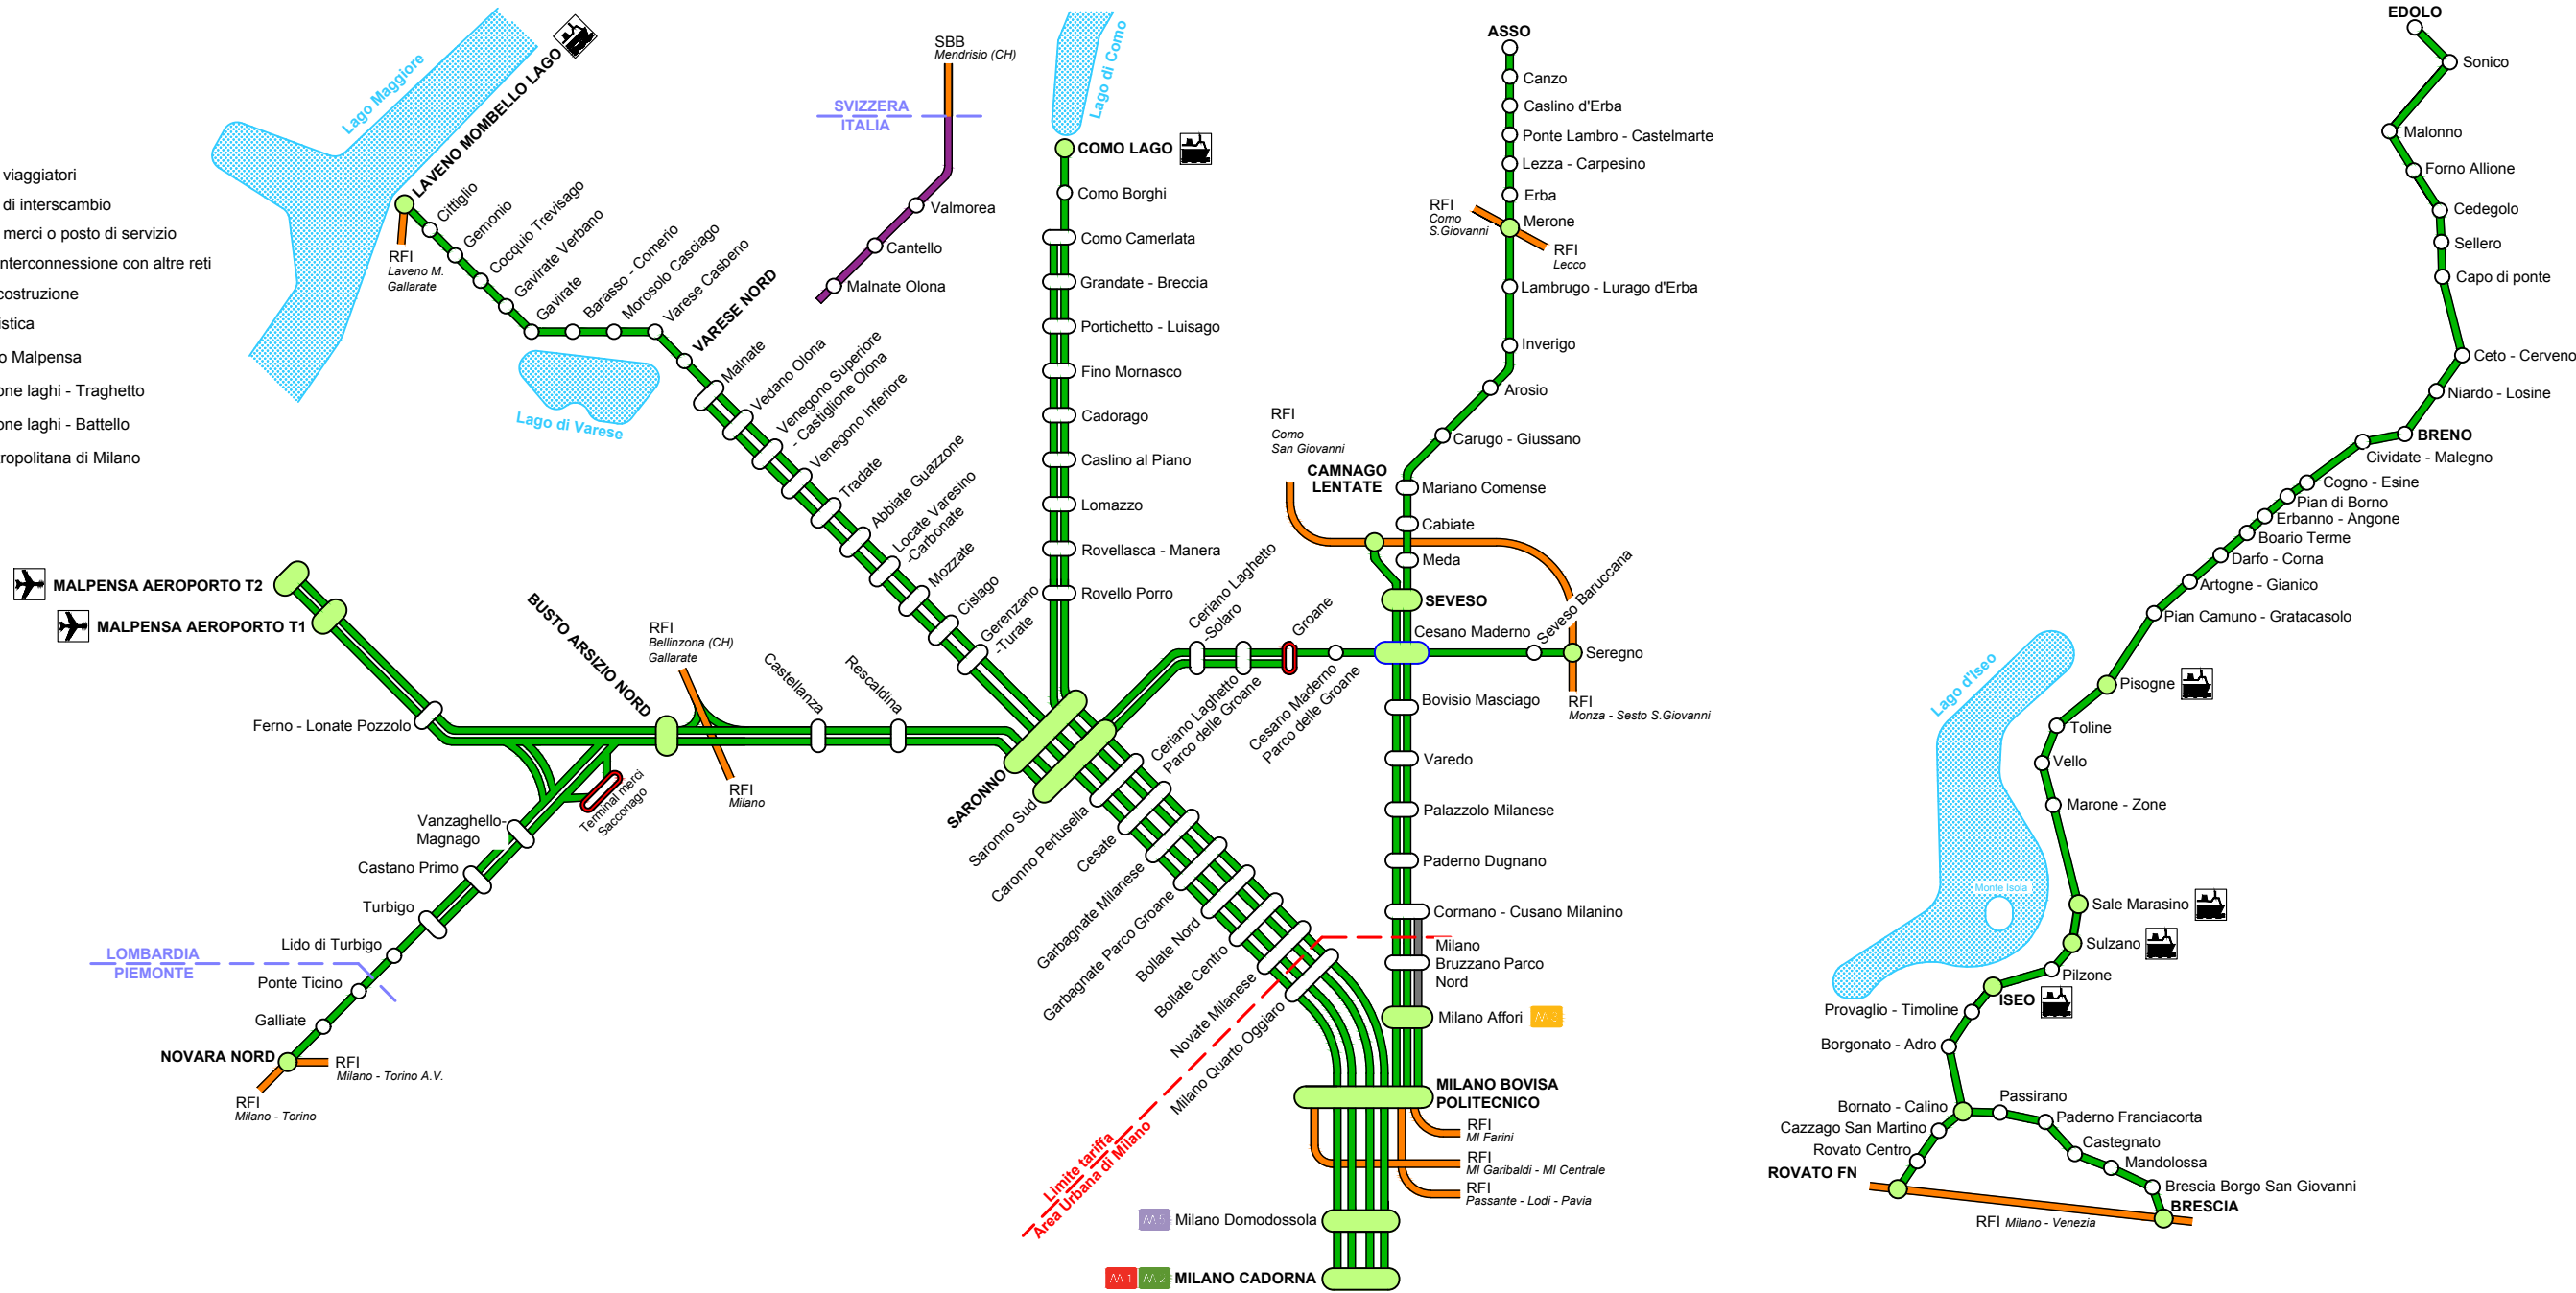 viaggiatori
di interscambio
merci o posto di servizio
nterconnessione con altre reti
costruzione
istica
o Malpensa
one laghi - Traghetto
one laghi - Battello
ropolitana di Milano
Lago Maggiore
LAVENO MOMBELLO LAGO
RFI
Laveno M.
Gallarate
Cittiglio
Gemonio
Cocquio Trevisago
Gavirate Verbano
Gavirate
Barasso - Comerio
Morosolo Casciago
Varese Casbeno
VARESE NORD
Lago di Varese
Malnate
Vedano Olona
Venegono Superiore
- Castiglione Olona
Venegono Inferiore
Tradate
Abbiate Guazzone
Locate Varesino
-Carbonate
Mozzate
Cislago
Gerenzano
-Turate
SBB
Mendrisio (CH)
SVIZZERA
ITALIA
Valmorea
Cantello
Malnate Olona
Lago di Como
COMO LAGO
Como Borghi
Como Camerlata
Grandate - Breccia
Portichetto - Luisago
Fino Mornasco
Cadorago
Caslino al Piano
Lomazzo
Rovellasca - Manera
Rovello Porro
ASSO
Canzo
Caslino d'Erba
Ponte Lambro - Castelmarte
Lezza - Carpesino
Erba
RFI
Como
S.Giovanni
Merone
RFI
Lecco
Lambrugo - Lurago d'Erba
Inverigo
Arosio
Carugo - Giussano
RFI
Como
San Giovanni
CAMNAGO
LENTATE
Mariano Comense
Cabiate
Meda
SEVESO
Cesano Maderno
Seveso Baruccana
Seregno
RFI
Monza - Sesto S.Giovanni
Ceriano Laghetto
-Solaro
Groane
Ceriano Laghetto
Parco delle Groane
Cesano Maderno
Parco delle Groane
Bovisio Masciago
Varedo
Palazzolo Milanese
Paderno Dugnano
Cormano - Cusano Milanino
Milano
Bruzzano Parco
Nord
Milano Affori
M3
MALPENSA AEROPORTO T2
MALPENSA AEROPORTO T1
Ferno - Lonate Pozzolo
BUSTO ARSIZIO NORD
RFI
Bellinzona (CH)
Gallarate
RFI
Milano
Castellanza
Rescaldina
Terminal merci
Sacconago
Vanzaghello-
Magnago
Castano Primo
Turbigo
Lido di Turbigo
LOMBARDIA
PIEMONTE
Ponte Ticino
Galliate
NOVARA NORD
RFI
Milano - Torino A.V.
RFI
Milano - Torino
SARONNO
Saronno Sud
Caronno Pertusella
Cesate
Garbagnate Milanese
Garbagnate Parco Groane
Bollate Nord
Bollate Centro
Novate Milanese
Milano Quarto Oggiaro
Limite tariffa
Area Urbana di Milano
MILANO BOVISA
POLITECNICO
RFI
MI Farini
RFI
MI Garibaldi - MI Centrale
RFI
Passante - Lodi - Pavia
M5
Milano Domodossola
M1
M2
MILANO CADORNA
EDOLO
Sonico
Malonno
Forno Allione
Cedegolo
Sellero
Capo di ponte
Ceto - Cerveno
Niardo - Losine
BRENO
Cividate - Malegno
Cogno - Esine
Pian di Borno
Erbanno - Angone
Boario Terme
Darfo - Corna
Artogne - Gianico
Pian Camuno - Gratacasolo
Lago d'Iseo
Pisogne
Toline
Vello
Marone - Zone
Monte Isola
Sale Marasino
Sulzano
Pilzone
ISEO
Provaglio - Timoline
Borgonato - Adro
Bornato - Calino
Passirano
Paderno Franciacorta
Cazzago San Martino
Castegnato
Rovato Centro
Mandolossa
ROVATO FN
Brescia Borgo San Giovanni
BRESCIA
RFI Milano - Venezia